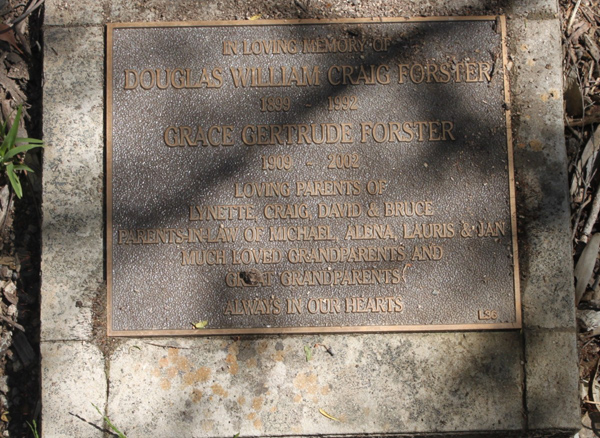 IN LOVING MEMORY OF
DOUGLAS WILLIAM CRAIG FORSTER
1899 - 1992
GRACE GERTRUDE FORSTER
1909 - 2002
LOVING PARENTS OF
LYNETTE, CRAIG, DAVID & BRUCE
PARENTS-IN-LAW OF MICHAEL, ALENA, LAURIS & JAN
MUCH LOVED GRANDPARENTS AND
GREAT GRANDPARENTS
ALWAYS IN OUR HEARTS